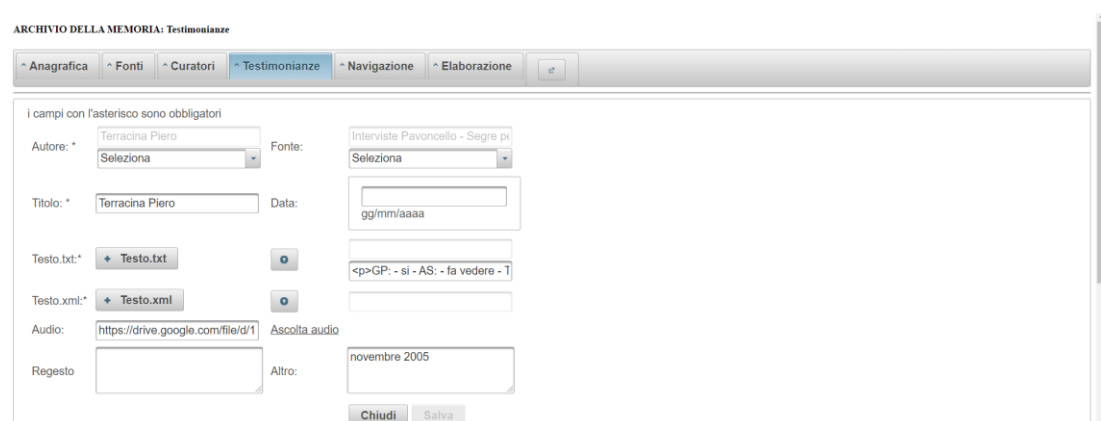 ARCHIVIO DELLA MEMORIA: Testimonianze
^ Anagrafica ^ Fonti ^ Curatori ^ Testimonianze ^ Navigazione ^ Elaborazione
i campi con l'asterisco sono obbligatori
Autore: * Terracina Piero Fonte: Interviste Pavoncello - Segre pe
Seleziona Seleziona
Titolo: * Terracina Piero Data:
gg/mm/aaaa
Testo.txt:* + Testo.txt
<p>GP: - si - AS: - fa vedere - T
Testo.xml:* + Testo.xml
Audio: https://drive.google.com/file/d/1 Ascolta audio
Regesto Altro: novembre 2005
Chiudi Salva